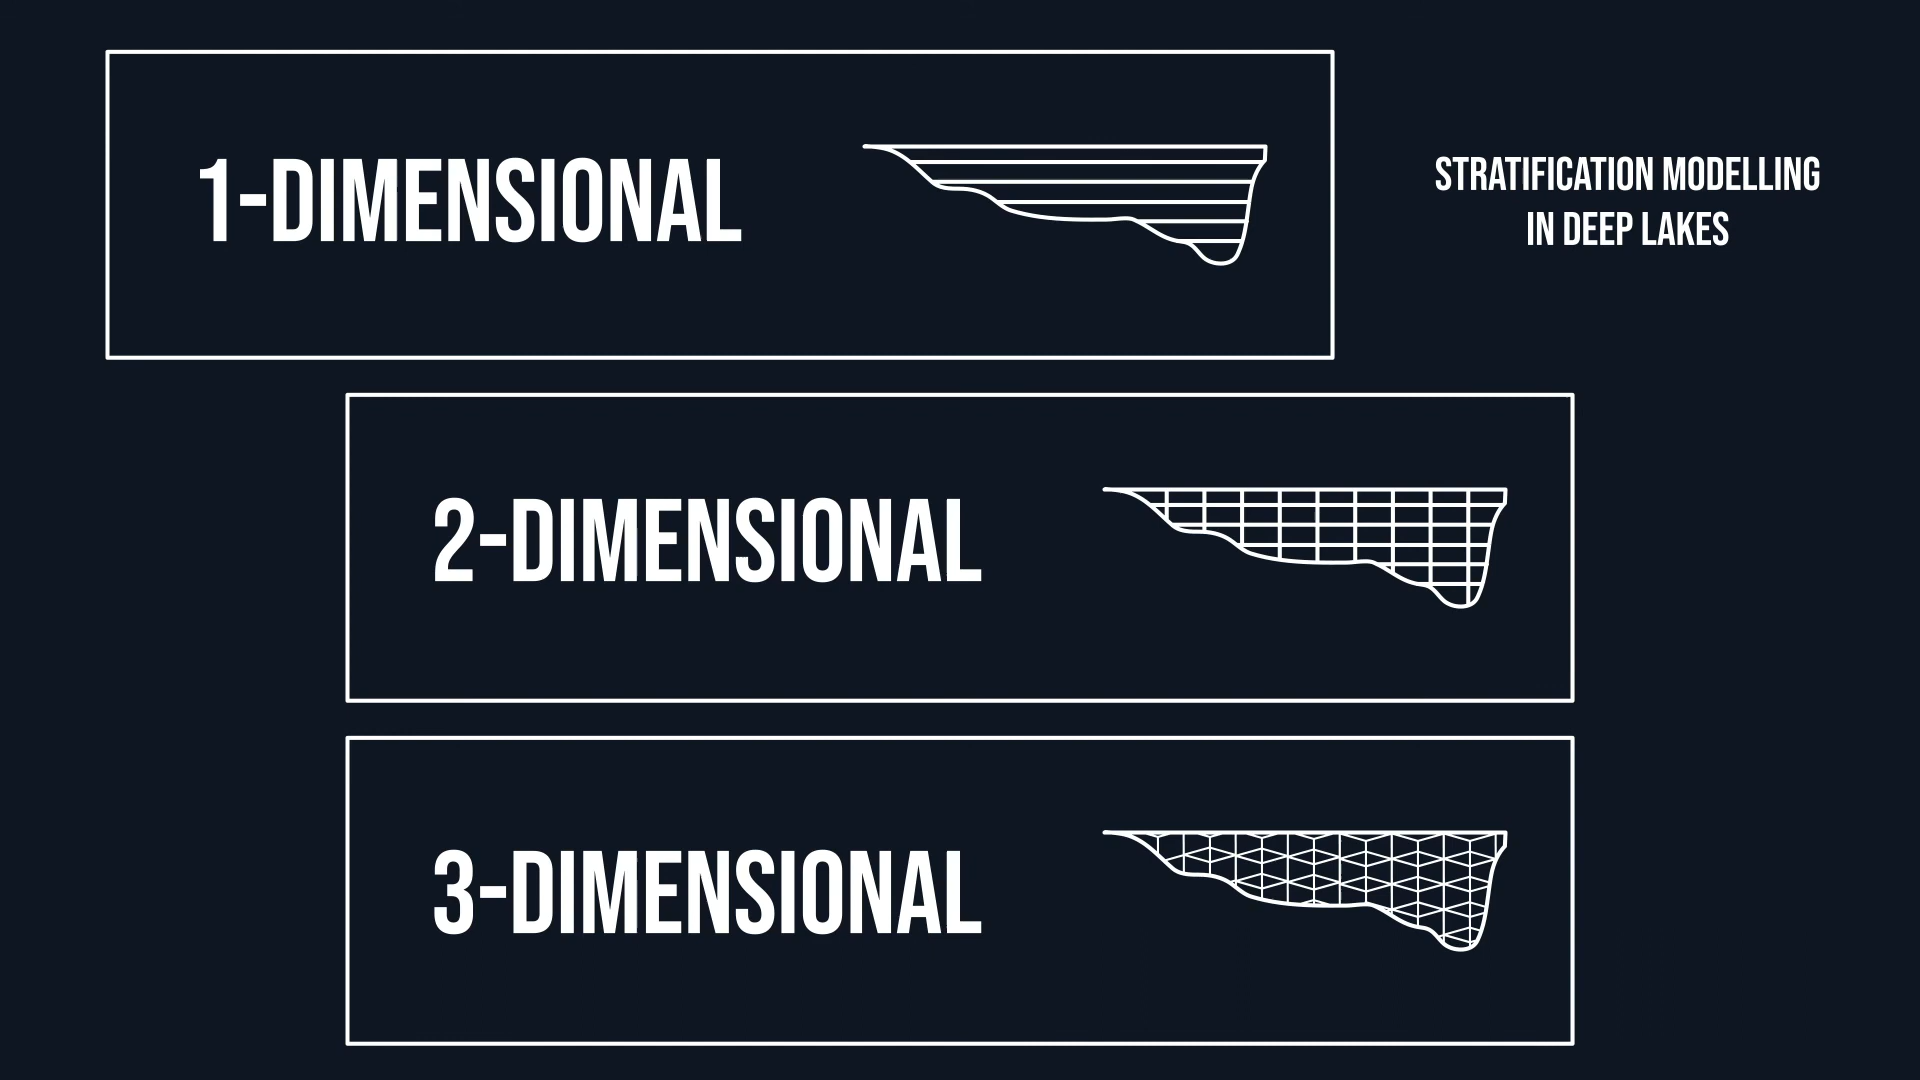 1-DIMENSIONAL
STRATIFICATION MODELLING
IN DEEP LAKES
2-DIMENSIONAL
3-DIMENSIONAL